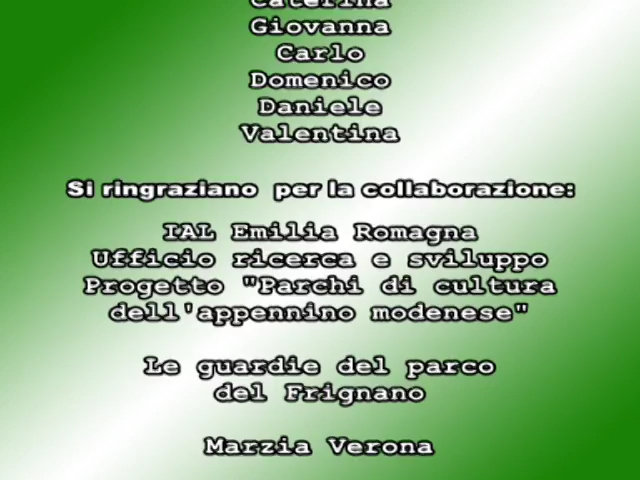 Caterina
Giovanna
Carlo
Domenico
Daniele
Valentina
Si ringraziano per la collaborazione:
IAL Emilia Romagna
Ufficio ricerca e sviluppo
Progetto "Parchi di cultura
dell'appennino modenese"
Le guardie del parco
del Frignano
Marzia Verona